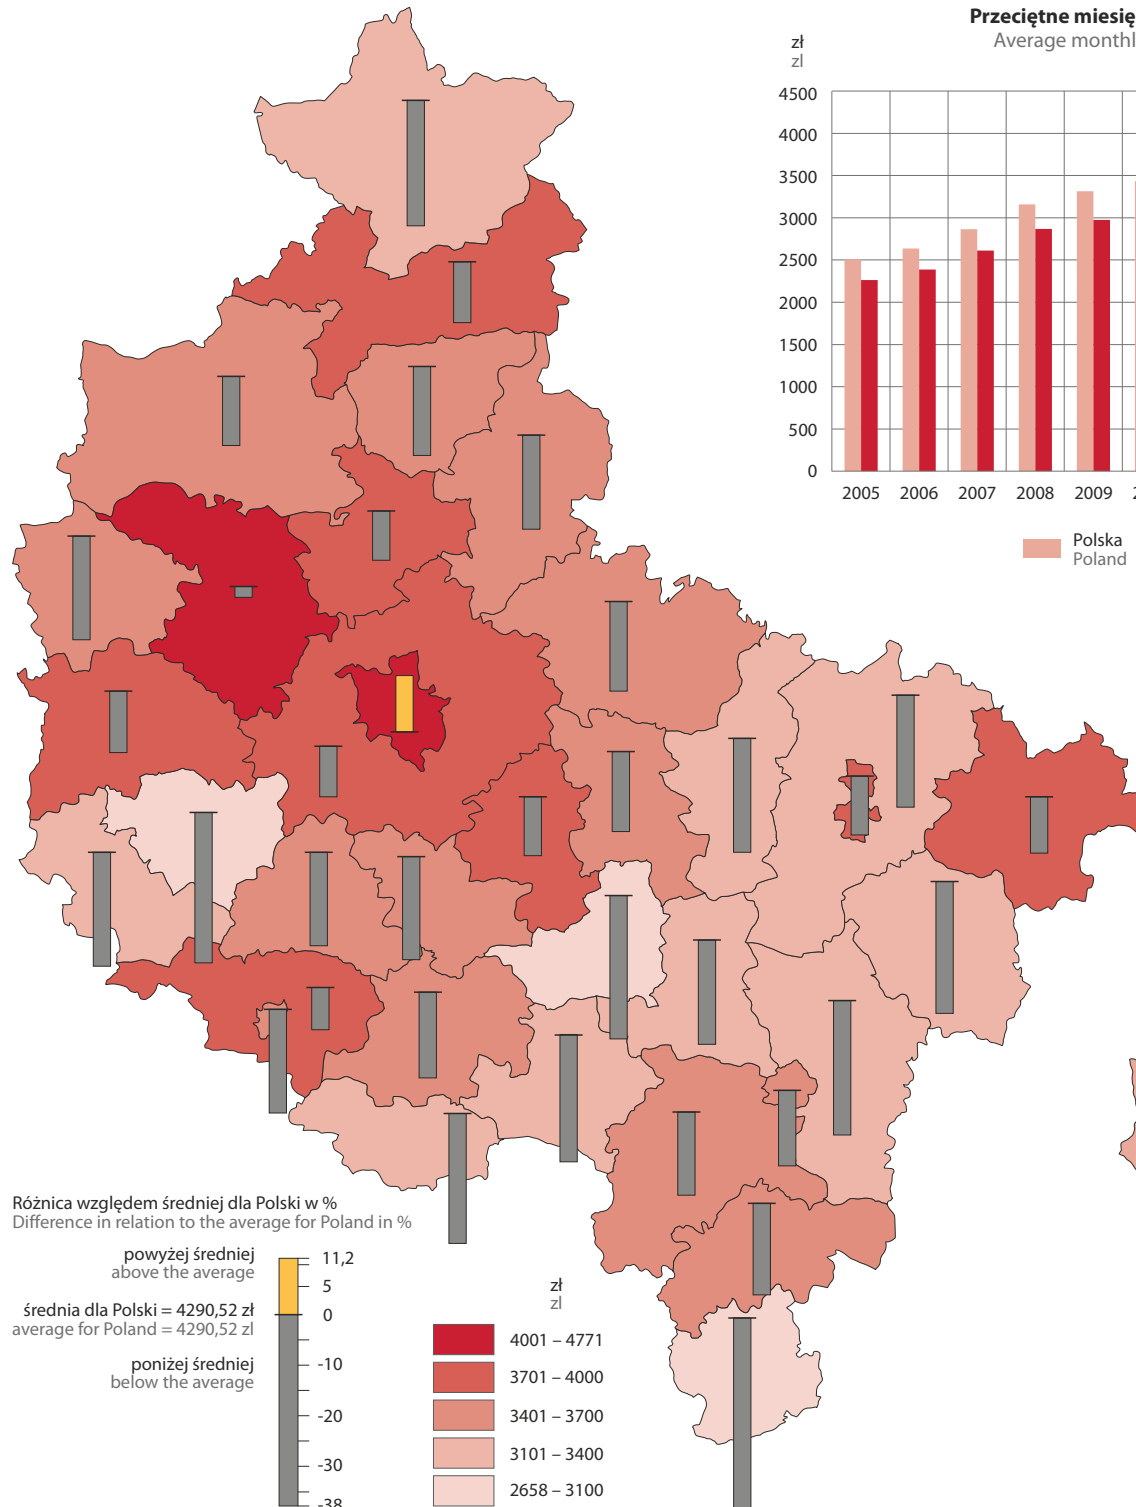 Przeciętne miesię
Average monthl
zł
zl
4500
4000
3500
3000
2500
2000
1500
1000
500
0
2005 2006 2007 2008 2009 2
Polska
Poland
Różnica względem średniej dla Polski w %
Difference in relation to the average for Poland in %
powyżej średniej
above the average
średnia dla Polski = 4290,52 zł
average for Poland = 4290,52 zl
poniżej średniej
below the average
11,2
5
0
-10
-20
-30
-38
zł
zl
4001 – 4771
3701 – 4000
3401 – 3700
3101 – 3400
2658 – 3100